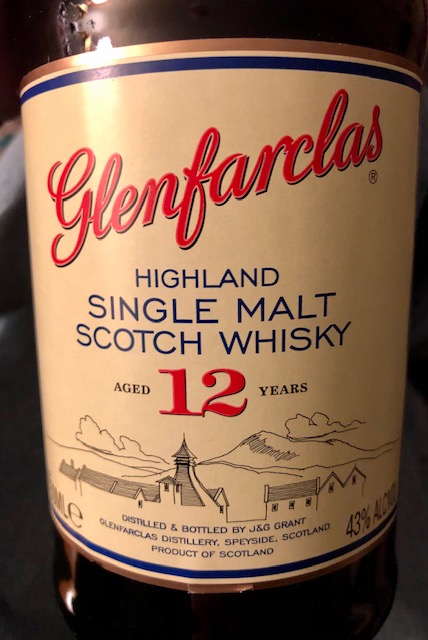 Glenfarclas®
HIGHLAND
SINGLE MALT
SCOTCH WHISKY
AGED 12 YEARS
DISTILLED & BOTTLED BY J&G GRANT
GLENFARCLAS DISTILLERY, SPEYSIDE, SCOTLAND
PRODUCT OF SCOTLAND
43%